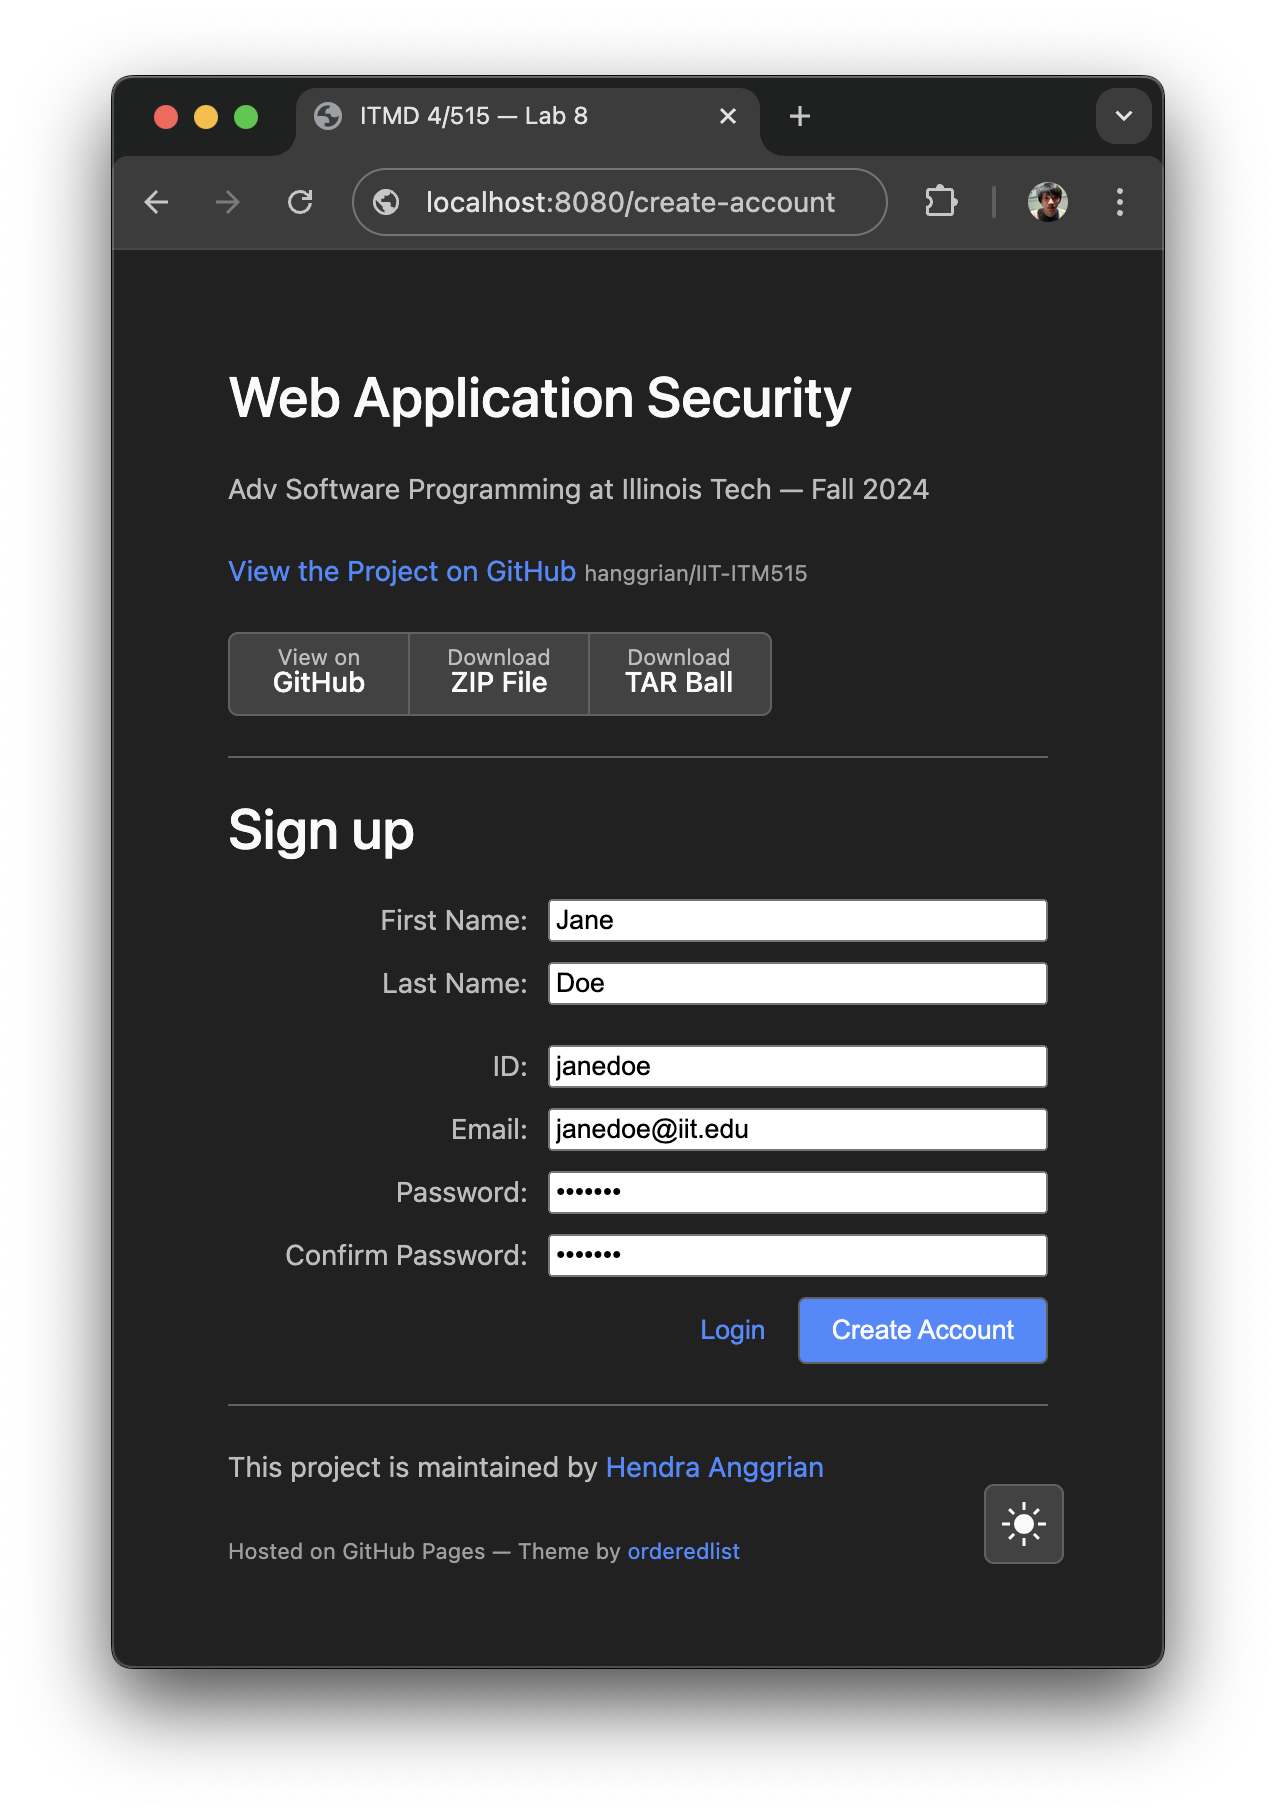 ITMD 4/515 — Lab 8
localhost:8080/create-account
Web Application Security
Adv Software Programming at Illinois Tech — Fall 2024
View the Project on GitHub hanggrian/IIT-ITM515
View on Download Download
GitHub ZIP File TAR Ball
Sign up
First Name: Jane
Last Name: Doe
ID: janedoe
Email: janedoe@iit.edu
Password: •••••••
Confirm Password: •••••••
Login Create Account
This project is maintained by Hendra Anggrian
Hosted on GitHub Pages — Theme by orderedlist